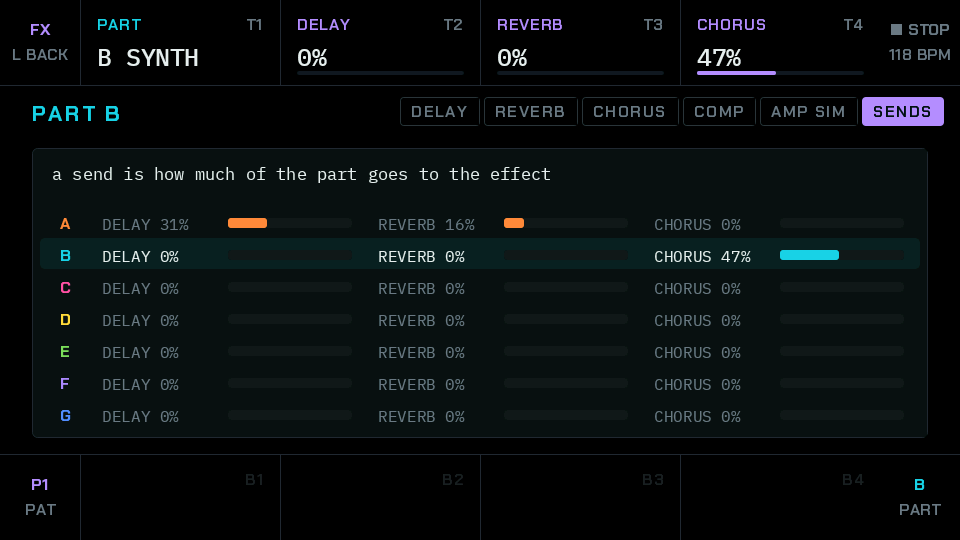 FX
L BACK
PART T1
B SYNTH
DELAY T2
0%
REVERB T3
0%
CHORUS T4
47%
STOP
118 BPM
PART B
DELAY REVERB CHORUS COMP AMP SIM SENDS
a send is how much of the part goes to the effect
A DELAY 31% REVERB 16% CHORUS 0%
B DELAY 0% REVERB 0% CHORUS 47%
C DELAY 0% REVERB 0% CHORUS 0%
D DELAY 0% REVERB 0% CHORUS 0%
E DELAY 0% REVERB 0% CHORUS 0%
F DELAY 0% REVERB 0% CHORUS 0%
G DELAY 0% REVERB 0% CHORUS 0%
P1
PAT
B1
B2
B3
B4
B
PART